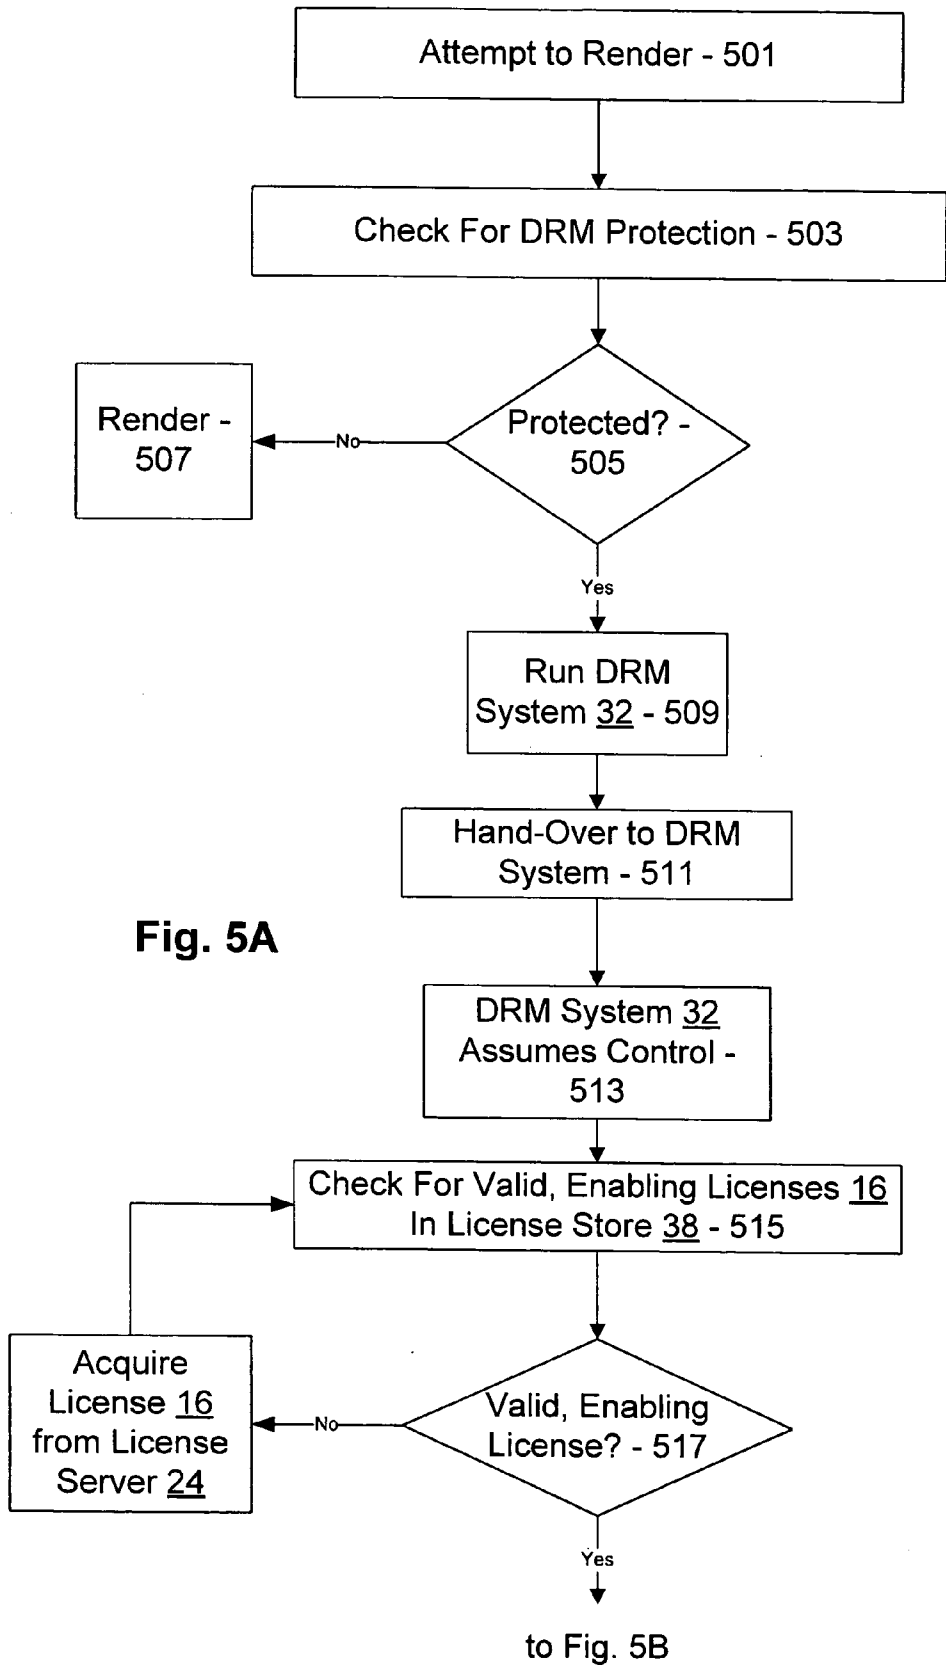 Attempt to Render - 501
Check For DRM Protection - 503
Render -
507
No
Protected? -
505
Yes
Run DRM
System 32 - 509
Hand-Over to DRM
System - 511
Fig. 5A
DRM System 32
Assumes Control -
513
Check For Valid, Enabling Licenses 16
In License Store 38 - 515
Acquire
License 16
from License
Server 24
No
Valid, Enabling
License? - 517
Yes
to Fig. 5B